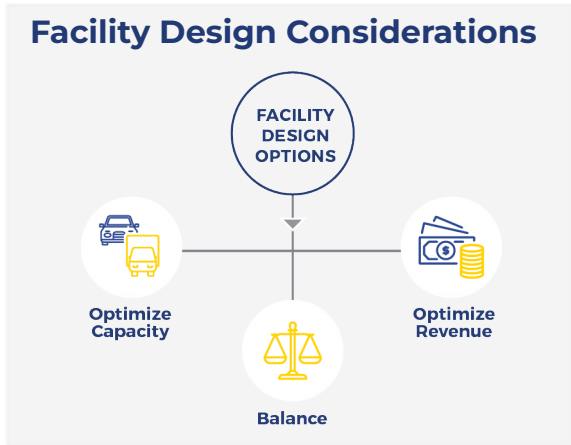 Facility Design Considerations
FACILITY
DESIGN
OPTIONS
Optimize
Capacity
$
Optimize
Revenue
Balance